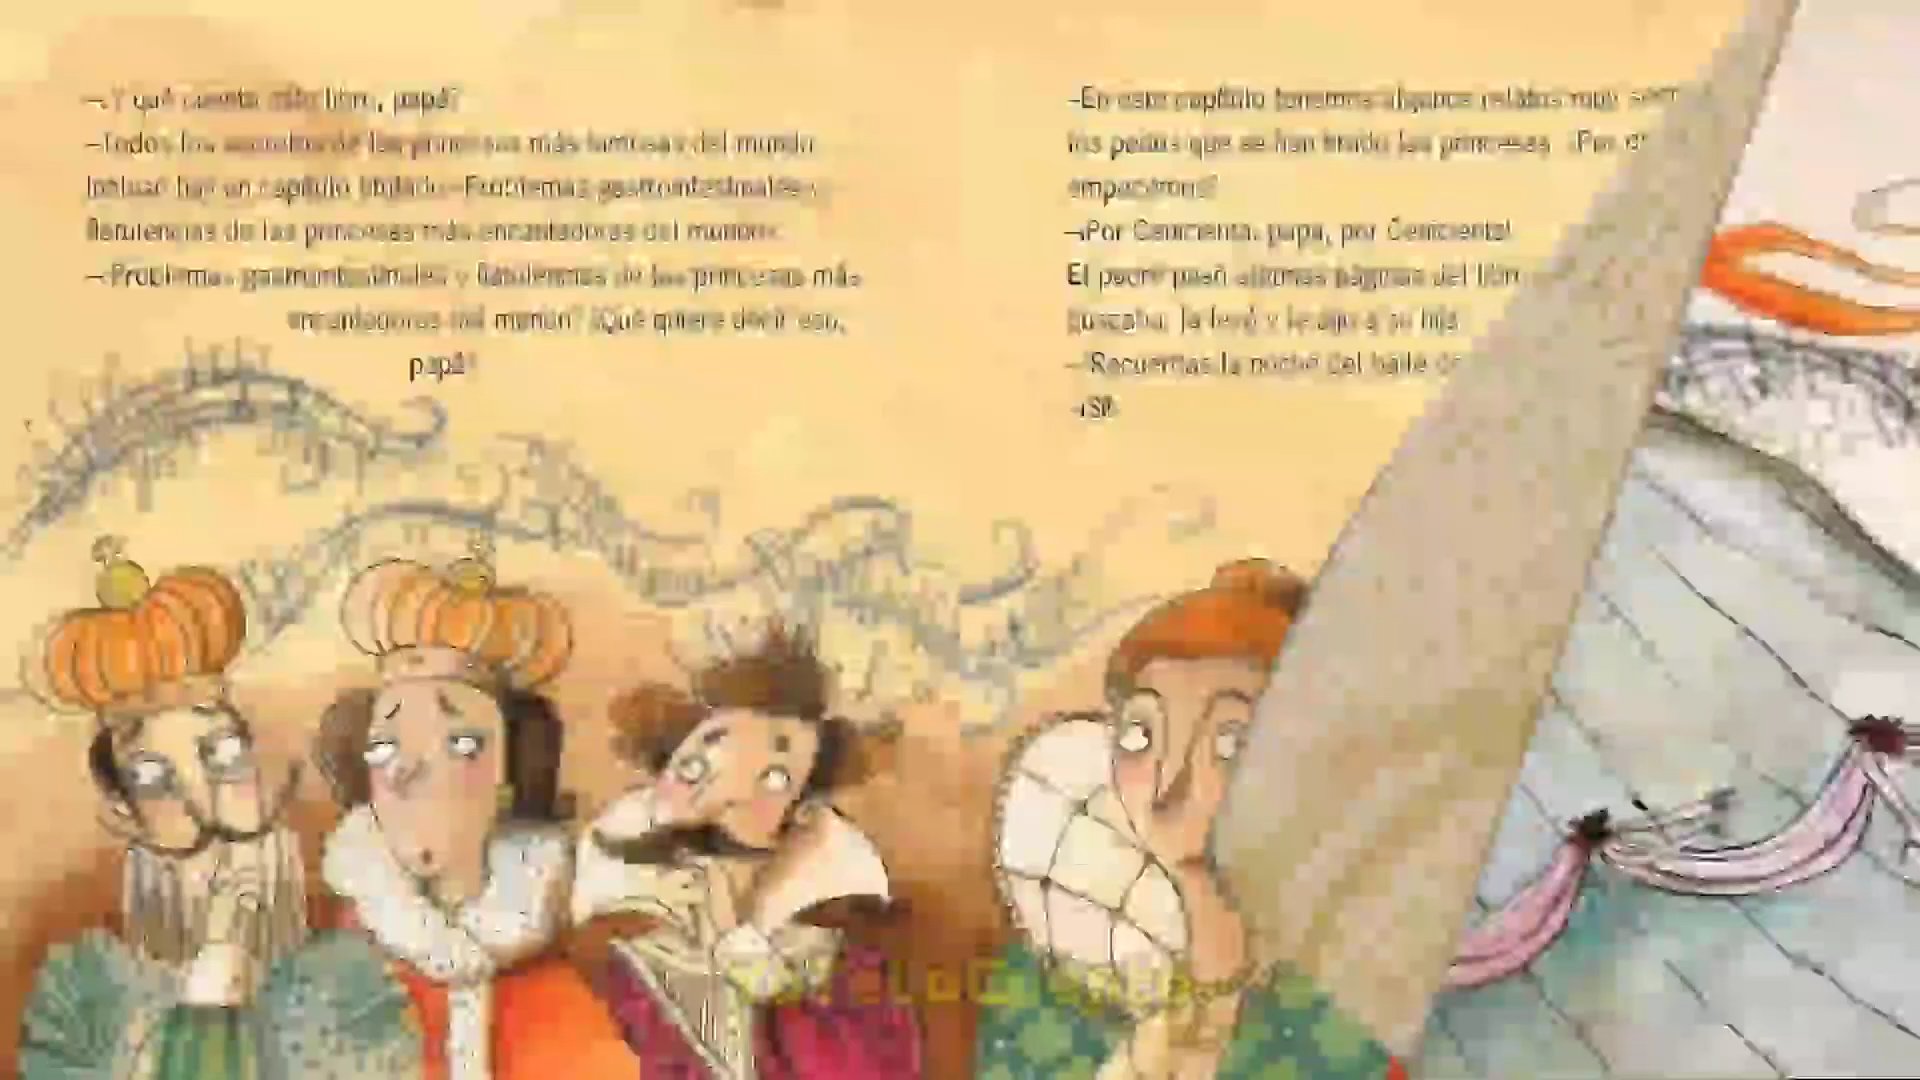 —¿Y qué cuenta este libro, papá?
—Todos los secretos de las princesas más famosas del mundo.
Incluso hay un capítulo titulado «Problemas gastrointestinales y
flatulencias de las princesas más encantadoras del mundo».
—¿Problemas gastrointestinales y flatulencias de las princesas más
encantadoras del mundo? ¿Qué quiere decir eso,
papá?
—En este capítulo tenemos algunos relatos muy
los pedos que se han tirado las princesas. ¿Por
empezamos?
—¡Por Cenicienta, papá, por Cenicienta!
El padre pasó algunas páginas del
buscaba, la leyó y le dijo a su hija
—¿Recuerdas la noche del baile de
—¡Sí!